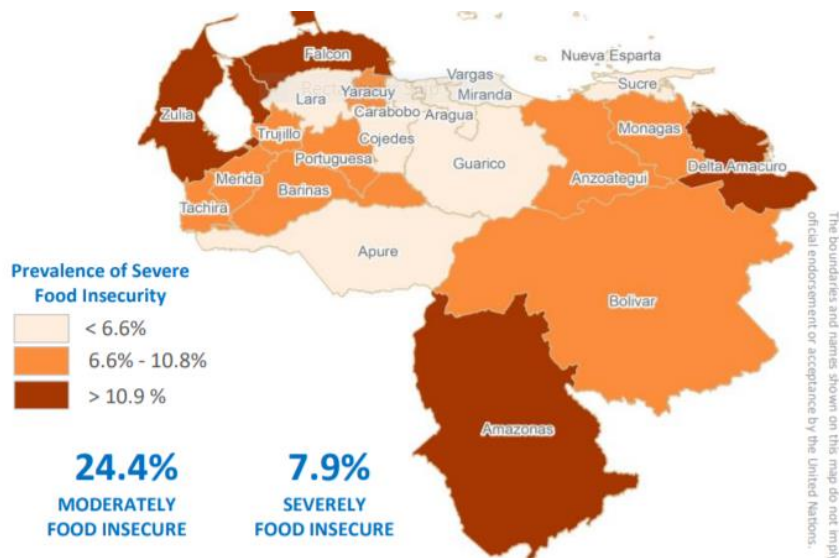 Falcon
Nueva Esparta
Vargas
Sucre
Lara
Yaracuy
Miranda
Zulia
Carabobo
Aragua
Trujillo
Cojedes
Monagas
Portuguesa
Guarico
Delta Amacuro
Merida
Barinas
Anzoategui
Tachira
Apure
Bolivar
Amazonas
Prevalence of Severe
Food Insecurity
< 6.6%
6.6% - 10.8%
> 10.9 %
24.4%
MODERATELY
FOOD INSECURE
7.9%
SEVERELY
FOOD INSECURE
The boundaries and names shown on this map do not
oficial endorsement or acceptance by the United Nations.